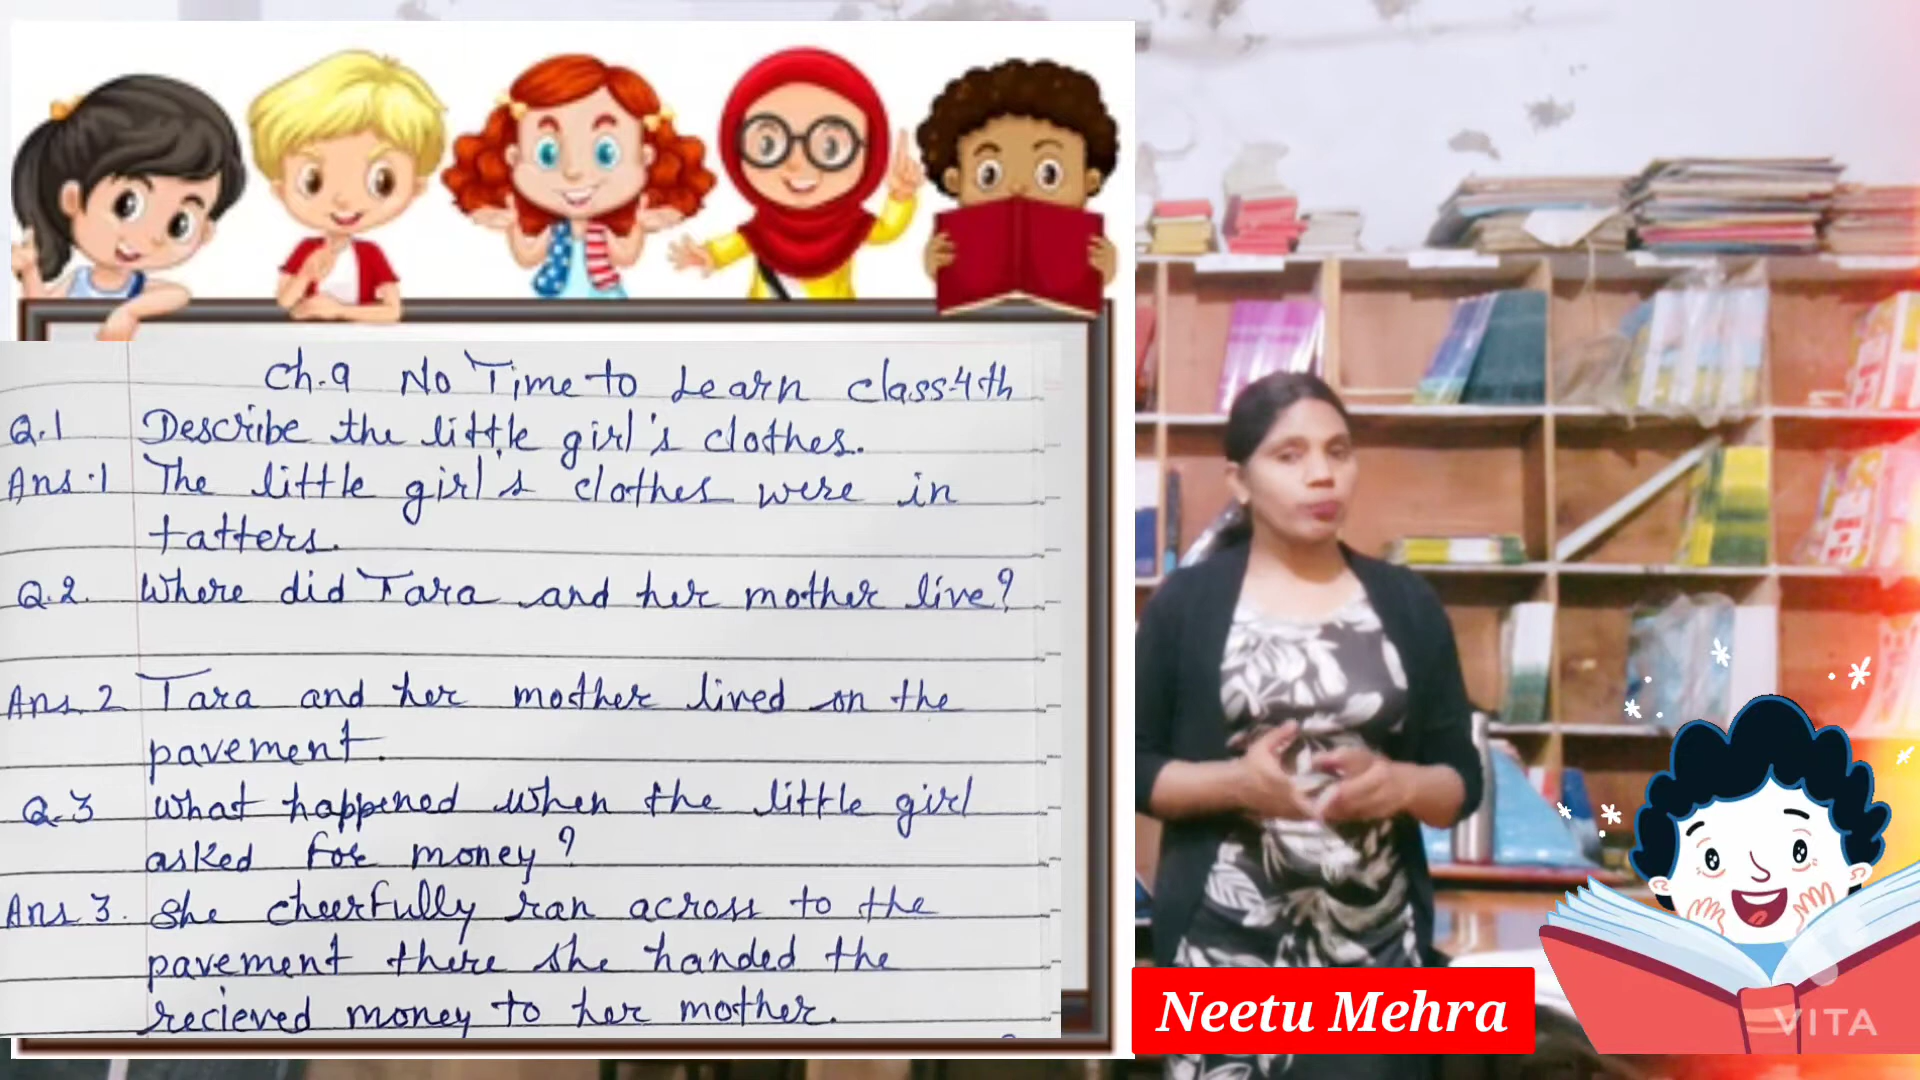 Ch.9 No Time to Learn class-4th
Q.1 Describe the little girl's clothes.
Ans.1 The little girl's clothes were in
tatters.
Q.2. Where did Tara and her mother live?
Ans.2 Tara and her mother lived on the
pavement.
Q.3 What happened when the little girl
asked for money?
Ans 3. She cheerfully ran across to the
pavement there she handed the
recieved money to her mother.
Neetu Mehra
VITA